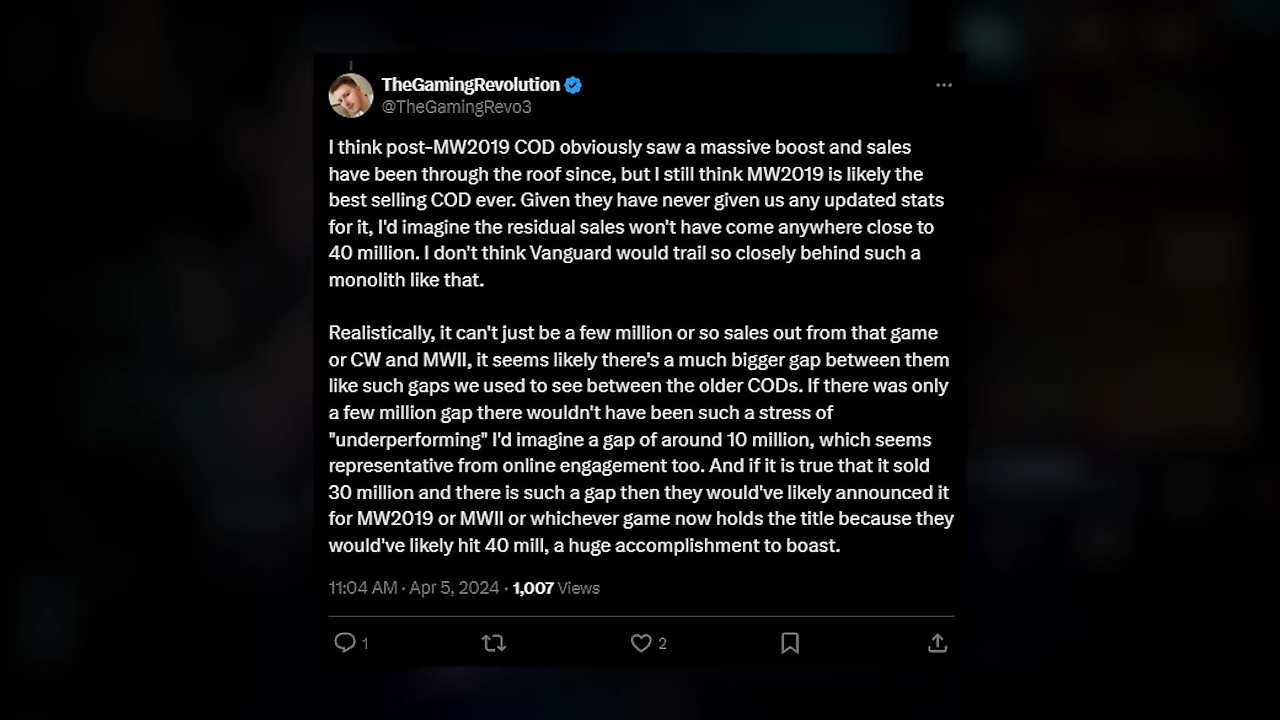 TheGamingRevolution
@TheGamingRevo3
I think post-MW2019 COD obviously saw a massive boost and sales
have been through the roof since, but I still think MW2019 is likely the
best selling COD ever. Given they have never given us any updated stats
for it, I'd imagine the residual sales won't have come anywhere close to
40 million. I don't think Vanguard would trail so closely behind such a
monolith like that.
Realistically, it can't just be a few million or so sales out from that game
or CW and MWII, it seems likely there's a much bigger gap between them
like such gaps we used to see between the older CODs. If there was only
a few million gap there wouldn't have been such a stress of
"underperforming" I'd imagine a gap of around 10 million, which seems
representative from online engagement too. And if it is true that it sold
30 million and there is such a gap then they would've likely announced it
for MW2019 or MWII or whichever game now holds the title because they
would've likely hit 40 mill, a huge accomplishment to boast.
11:04 AM · Apr 5, 2024 · 1,007 Views
1 2